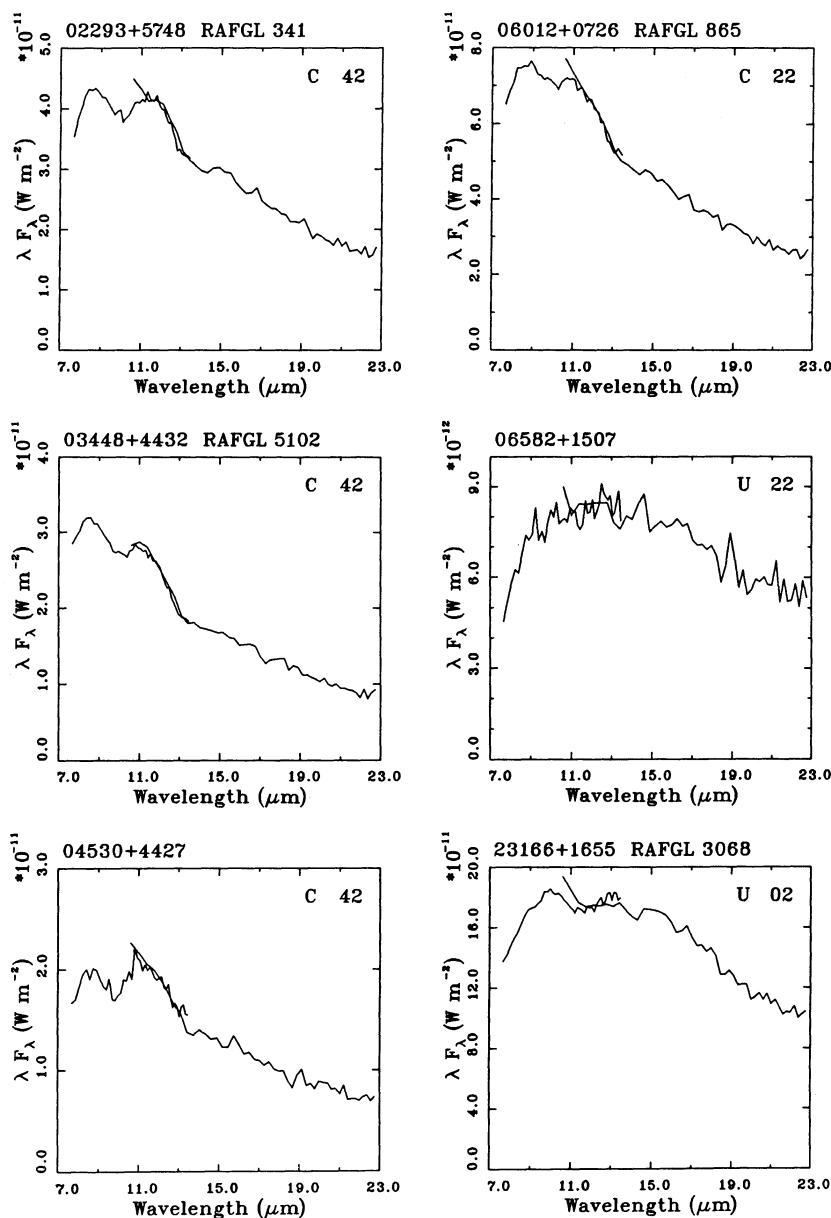 02293+5748 RAFGL 341
*10⁻¹¹
C 42
5.0
4.0
3.0
2.0
1.0
0.0
λ F_λ (W m⁻²)
7.0 11.0 15.0 19.0 23.0
Wavelength (μm)
06012+0726 RAFGL 865
*10⁻¹¹
C 22
8.0
6.0
4.0
2.0
0.0
λ F_λ (W m⁻²)
7.0 11.0 15.0 19.0 23.0
Wavelength (μm)
03448+4432 RAFGL 5102
*10⁻¹¹
C 42
4.0
3.0
2.0
1.0
0.0
λ F_λ (W m⁻²)
7.0 11.0 15.0 19.0 23.0
Wavelength (μm)
06582+1507
*10⁻¹²
U 22
9.0
6.0
3.0
0.0
λ F_λ (W m⁻²)
7.0 11.0 15.0 19.0 23.0
Wavelength (μm)
04530+4427
*10⁻¹¹
C 42
3.0
2.0
1.0
0.0
λ F_λ (W m⁻²)
7.0 11.0 15.0 19.0 23.0
Wavelength (μm)
23166+1655 RAFGL 3068
*10⁻¹¹
U 02
20.0
16.0
12.0
8.0
4.0
0.0
λ F_λ (W m⁻²)
7.0 11.0 15.0 19.0 23.0
Wavelength (μm)